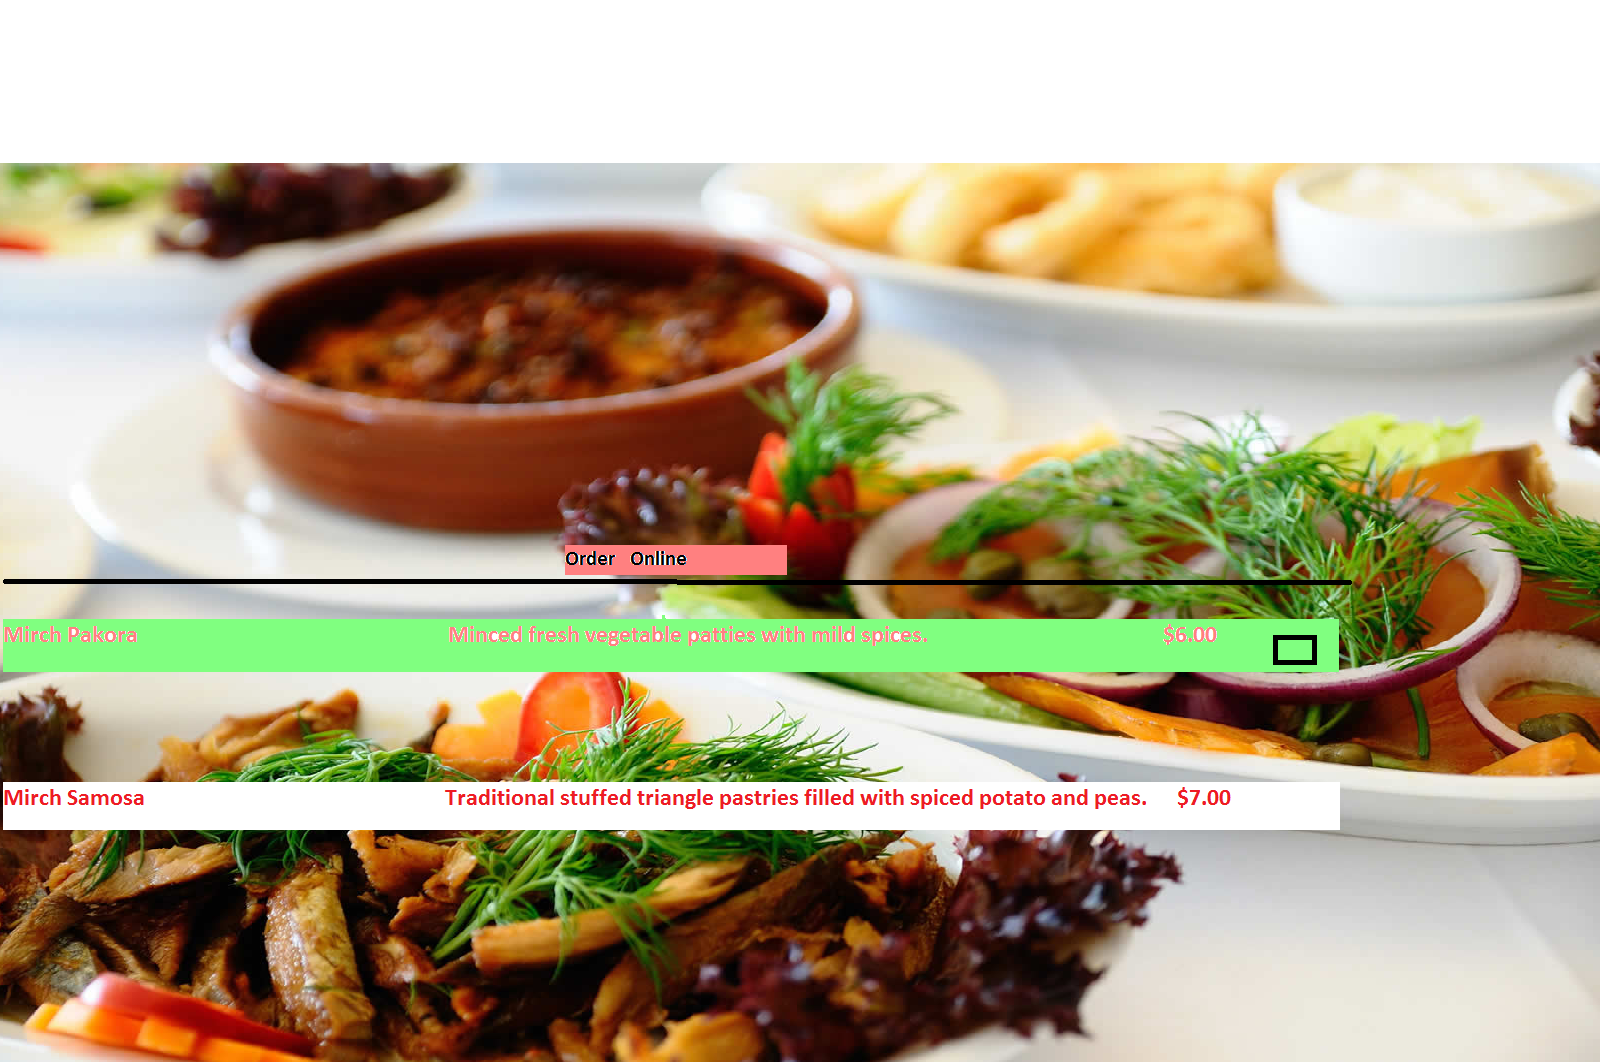 Order Online
Mirch Pakora Minced fresh vegetable patties with mild spices. $6.00
Mirch Samosa Traditional stuffed triangle pastries filled with spiced potato and peas. $7.00